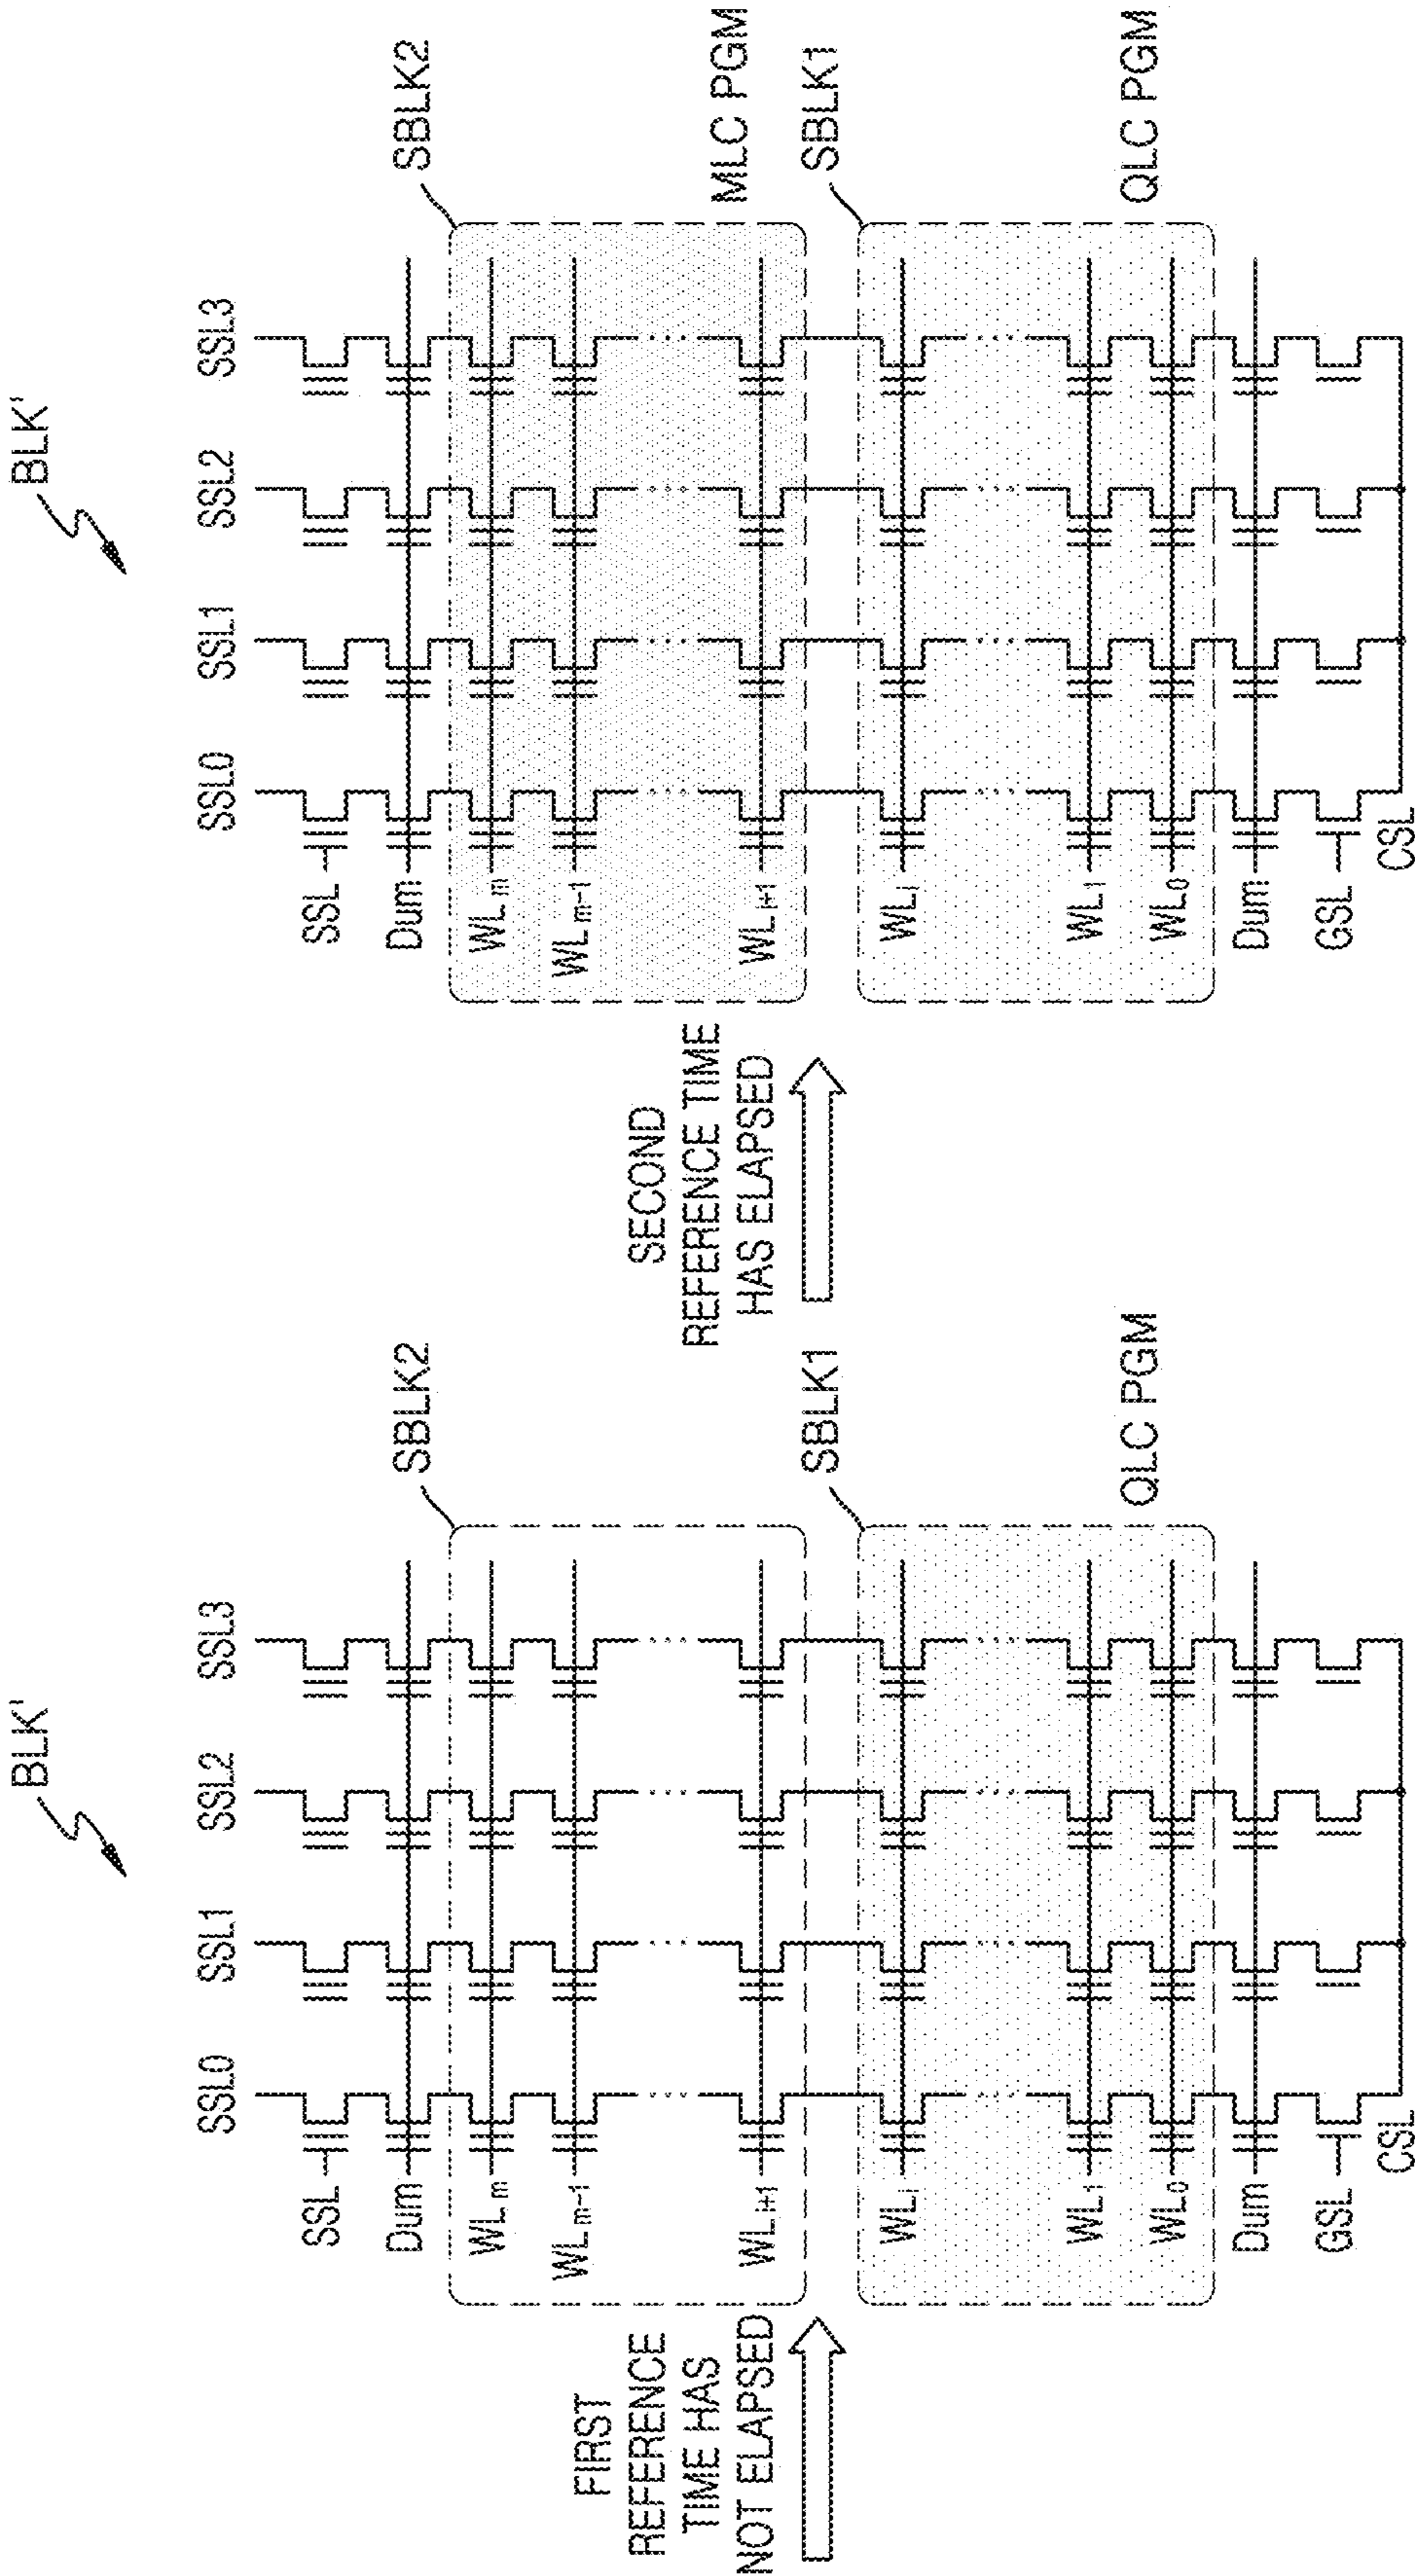 FIRST
REFERENCE
TIME HAS
NOT ELAPSED
BLK'
SSL0 SSL1 SSL2 SSL3
SSL
Dum
WLm
WLm-1
WLi+1
WLi
WL1
WL0
Dum
GSL
CSL
SBLK2
SBLK1
QLC PGM
SECOND
REFERENCE TIME
HAS ELAPSED
BLK'
SSL0 SSL1 SSL2 SSL3
SSL
Dum
WLm
WLm-1
WLi+1
WLi
WL1
WL0
Dum
GSL
CSL
SBLK2
MLC PGM
SBLK1
QLC PGM